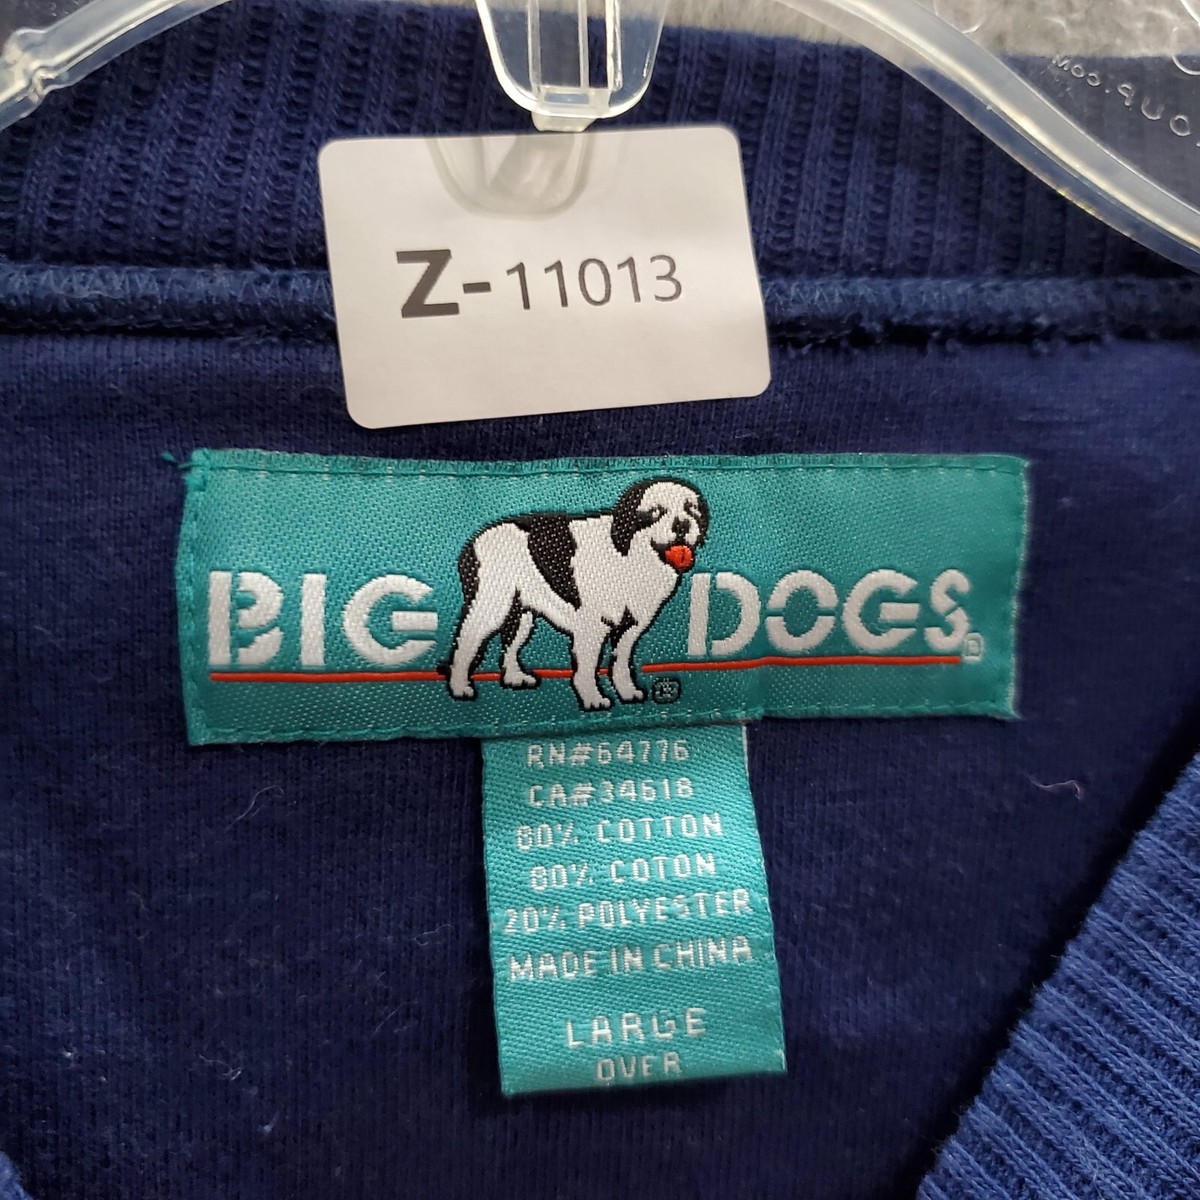 Z-11013
BIG DOGS
RN#64776
CA#34618
80% COTTON
80% COTON
20% POLYESTER
MADE IN CHINA
LARGE
OVER